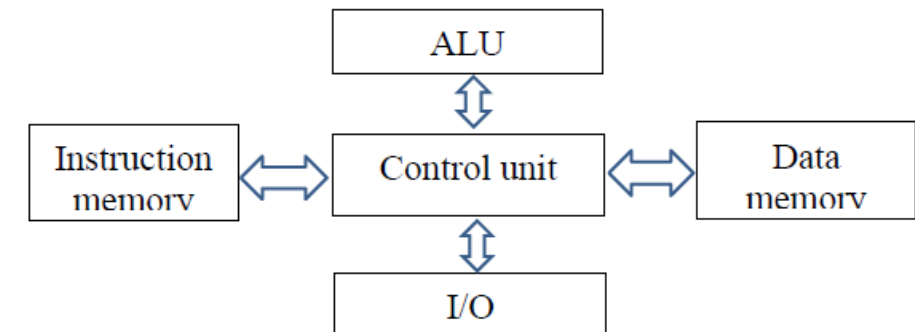 ALU
Instruction
memory
Control unit
Data
memory
I/O